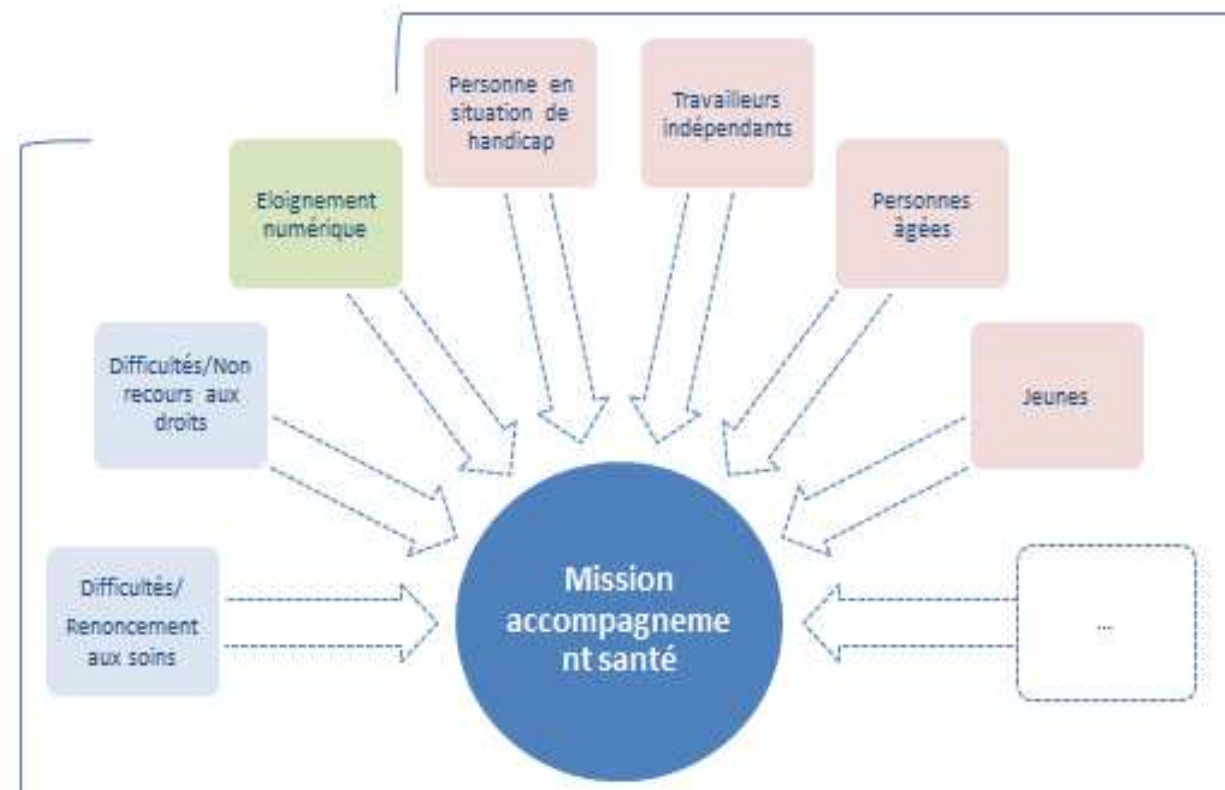 Personne en
situation de
handicap
Travailleurs
indépendants
Eloignement
numérique
Personnes
âgées
Difficultés/Non
recours aux
droits
Jeunes
Difficultés/
Renoncement
aux soins
Mission
accompagneme
nt santé
...